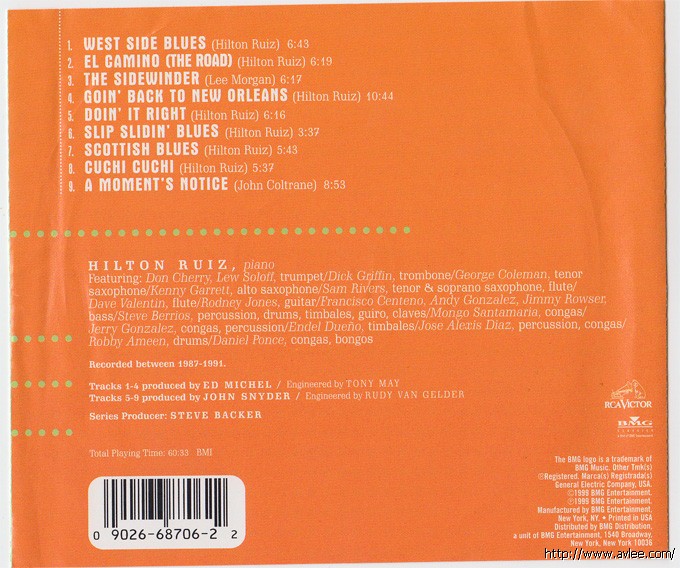 1. WEST SIDE BLUES (Hilton Ruiz) 6:43
2. EL CAMINO (THE ROAD) (Hilton Ruiz) 6:19
3. THE SIDEWINDER (Lee Morgan) 6:17
4. GOIN' BACK TO NEW ORLEANS (Hilton Ruiz) 10:44
5. DOIN' IT RIGHT (Hilton Ruiz) 6:16
6. SLIP SLIDIN' BLUES (Hilton Ruiz) 3:37
7. SCOTTISH BLUES (Hilton Ruiz) 5:43
8. CUCHI CUCHI (Hilton Ruiz) 5:37
9. A MOMENT'S NOTICE (John Coltrane) 8:53
HILTON RUIZ, piano
Featuring: Don Cherry, Lew Soloff, trumpet/Dick Griffin, trombone/George Coleman, tenor
saxophone/Kenny Garrett, alto saxophone/Sam Rivers, tenor & soprano saxophone, flute/
Dave Valentin, flute/Rodney Jones, guitar/Francisco Centeno, Andy Gonzalez, Jimmy Rowser,
bass/Steve Berrios, percussion, drums, timbales, guiro, claves/Mongo Santamaria, congas/
Jerry Gonzalez, congas, percussion/Endel Dueño, timbales/Jose Alexis Diaz, percussion, congas/
Robby Ameen, drums/Daniel Ponce, congas, bongos
Recorded between 1987-1991.
Tracks 1-4 produced by ED MICHEL / Engineered by TONY MAY
Tracks 5-9 produced by JOHN SNYDER / Engineered by RUDY VAN GELDER
Series Producer: STEVE BACKER
Total Playing Time: 60:33 BMI
0 9026-68706-2 2
RCA VICTOR
BMG
The BMG logo is a trademark of
BMG Music. Other Tmk(s)
®Registered. Marca(s) Registrada(s)
General Electric Company, USA.
©1999 BMG Entertainment.
℗1999 BMG Entertainment.
Manufactured by BMG Entertainment,
New York, NY. • Printed in USA
Distributed by BMG Distribution,
a unit of BMG Entertainment, 1540 Broadway,
New York, New York 10036
http://www.avlee.com/